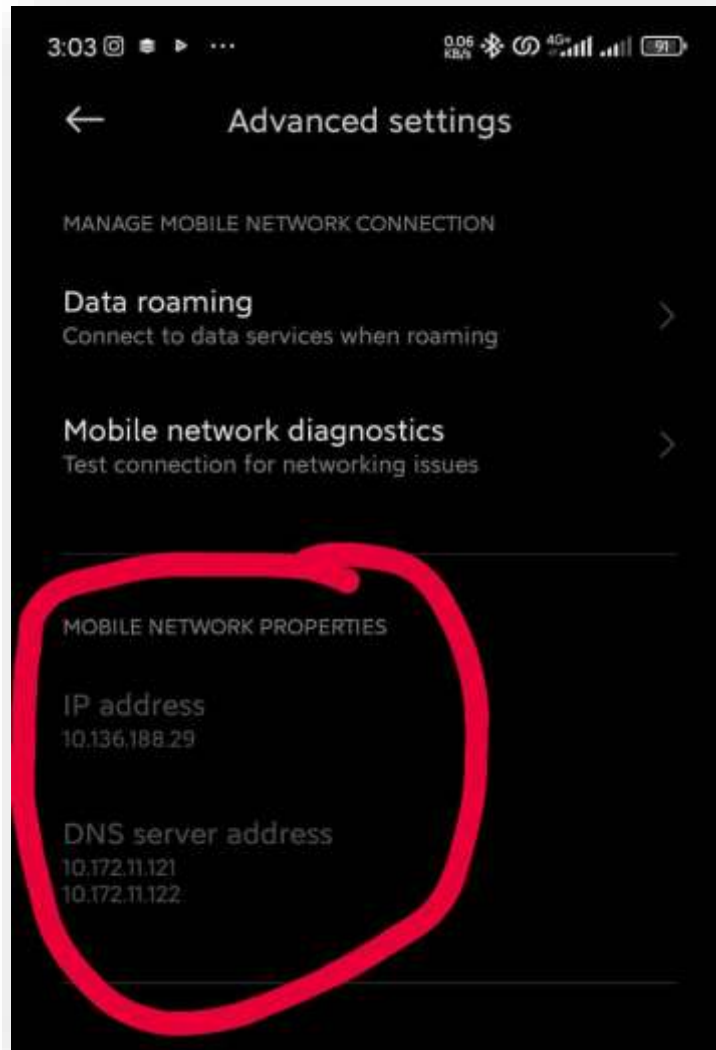 3:03 ...
0.06 KB/s 4G+ 91
Advanced settings
MANAGE MOBILE NETWORK CONNECTION
Data roaming
Connect to data services when roaming
Mobile network diagnostics
Test connection for networking issues
MOBILE NETWORK PROPERTIES
IP address
10.136.188.29
DNS server address
10.172.11.121
10.172.11.122